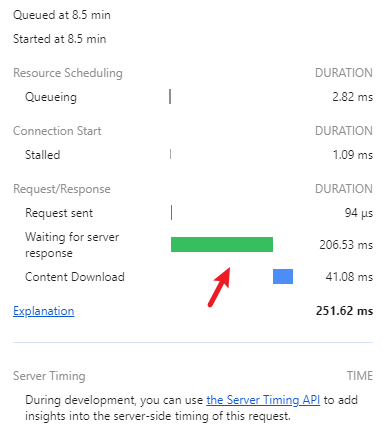 Queued at 8.5 min
Started at 8.5 min
Resource Scheduling DURATION
Queueing 2.82 ms
Connection Start DURATION
Stalled 1.09 ms
Request/Response DURATION
Request sent 94 μs
Waiting for server
response 206.53 ms
Content Download 41.08 ms
Explanation 251.62 ms
Server Timing TIME
During development, you can use the Server Timing API to add
insights into the server-side timing of this request.